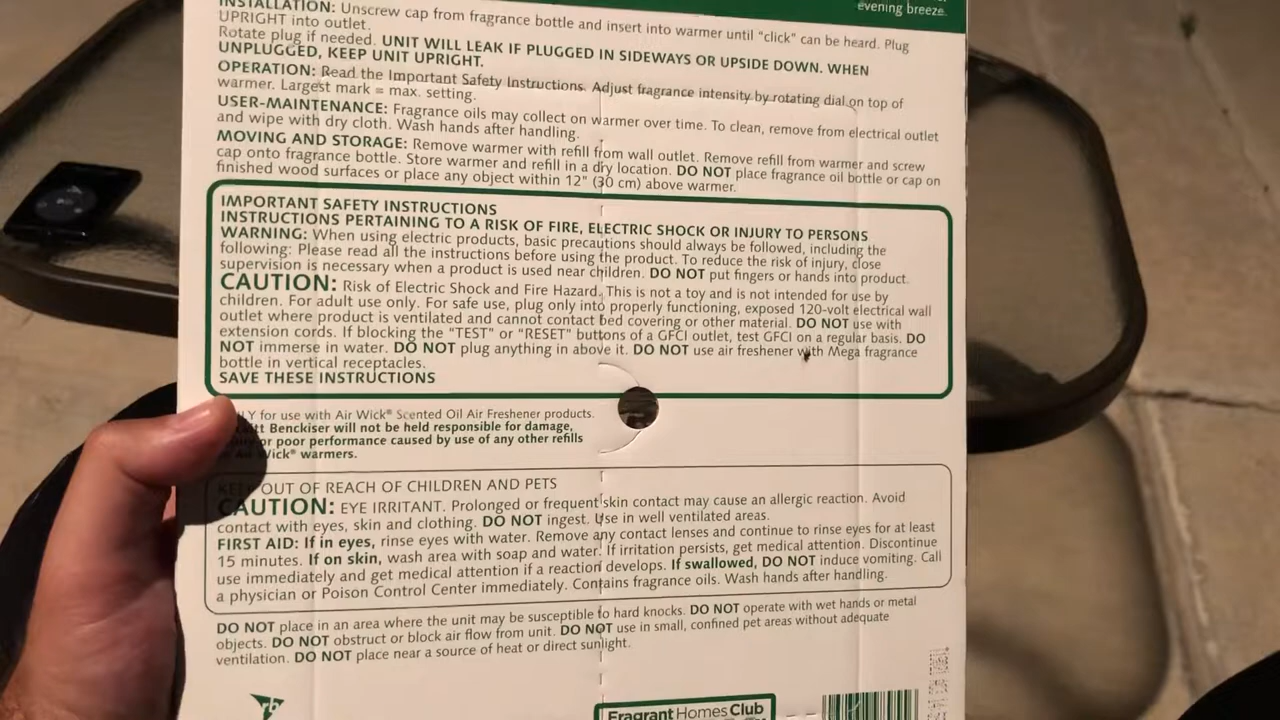 evening breeze.
INSTALLATION: Unscrew cap from fragrance bottle and insert into warmer until "click" can be heard. Plug
UPRIGHT into outlet.
Rotate plug if needed. UNIT WILL LEAK IF PLUGGED IN SIDEWAYS OR UPSIDE DOWN. WHEN
UNPLUGGED, KEEP UNIT UPRIGHT.
OPERATION: Read the Important Safety Instructions. Adjust fragrance intensity by rotating dial on top of
warmer. Largest mark = max. setting.
USER-MAINTENANCE: Fragrance oils may collect on warmer over time. To clean, remove from electrical outlet
and wipe with dry cloth. Wash hands after handling.
MOVING AND STORAGE: Remove warmer with refill from wall outlet. Remove refill from warmer and screw
cap onto fragrance bottle. Store warmer and refill in a dry location. DO NOT place fragrance oil bottle or cap on
finished wood surfaces or place any object within 12" (30 cm) above warmer.
IMPORTANT SAFETY INSTRUCTIONS
INSTRUCTIONS PERTAINING TO A RISK OF FIRE, ELECTRIC SHOCK OR INJURY TO PERSONS
WARNING: When using electric products, basic precautions should always be followed, including the
following: Please read all the instructions before using the product. To reduce the risk of injury, close
supervision is necessary when a product is used near children. DO NOT put fingers or hands into product.
CAUTION: Risk of Electric Shock and Fire Hazard. This is not a toy and is not intended for use by
children. For adult use only. For safe use, plug only into properly functioning, exposed 120-volt electrical wall
outlet where product is ventilated and cannot contact bed covering or other material. DO NOT use with
extension cords. If blocking the "TEST" or "RESET" buttons of a GFCI outlet, test GFCI on a regular basis. DO
NOT immerse in water. DO NOT plug anything in above it. DO NOT use air freshener with Mega fragrance
bottle in vertical receptacles.
SAVE THESE INSTRUCTIONS
for use with Air Wick® Scented Oil Air Freshener products.
Benckiser will not be held responsible for damage,
or poor performance caused by use of any other refills
Wick® warmers.
KEEP OUT OF REACH OF CHILDREN AND PETS
CAUTION: EYE IRRITANT. Prolonged or frequent skin contact may cause an allergic reaction. Avoid
contact with eyes, skin and clothing. DO NOT ingest. Use in well ventilated areas.
FIRST AID: If in eyes, rinse eyes with water. Remove any contact lenses and continue to rinse eyes for at least
15 minutes. If on skin, wash area with soap and water. If irritation persists, get medical attention. Discontinue
use immediately and get medical attention if a reaction develops. If swallowed, DO NOT induce vomiting. Call
a physician or Poison Control Center immediately. Contains fragrance oils. Wash hands after handling.
DO NOT place in an area where the unit may be susceptible to hard knocks. DO NOT operate with wet hands or metal
objects. DO NOT obstruct or block air flow from unit. DO NOT use in small, confined pet areas without adequate
ventilation. DO NOT place near a source of heat or direct sunlight.
rb
FragrantHomesClub